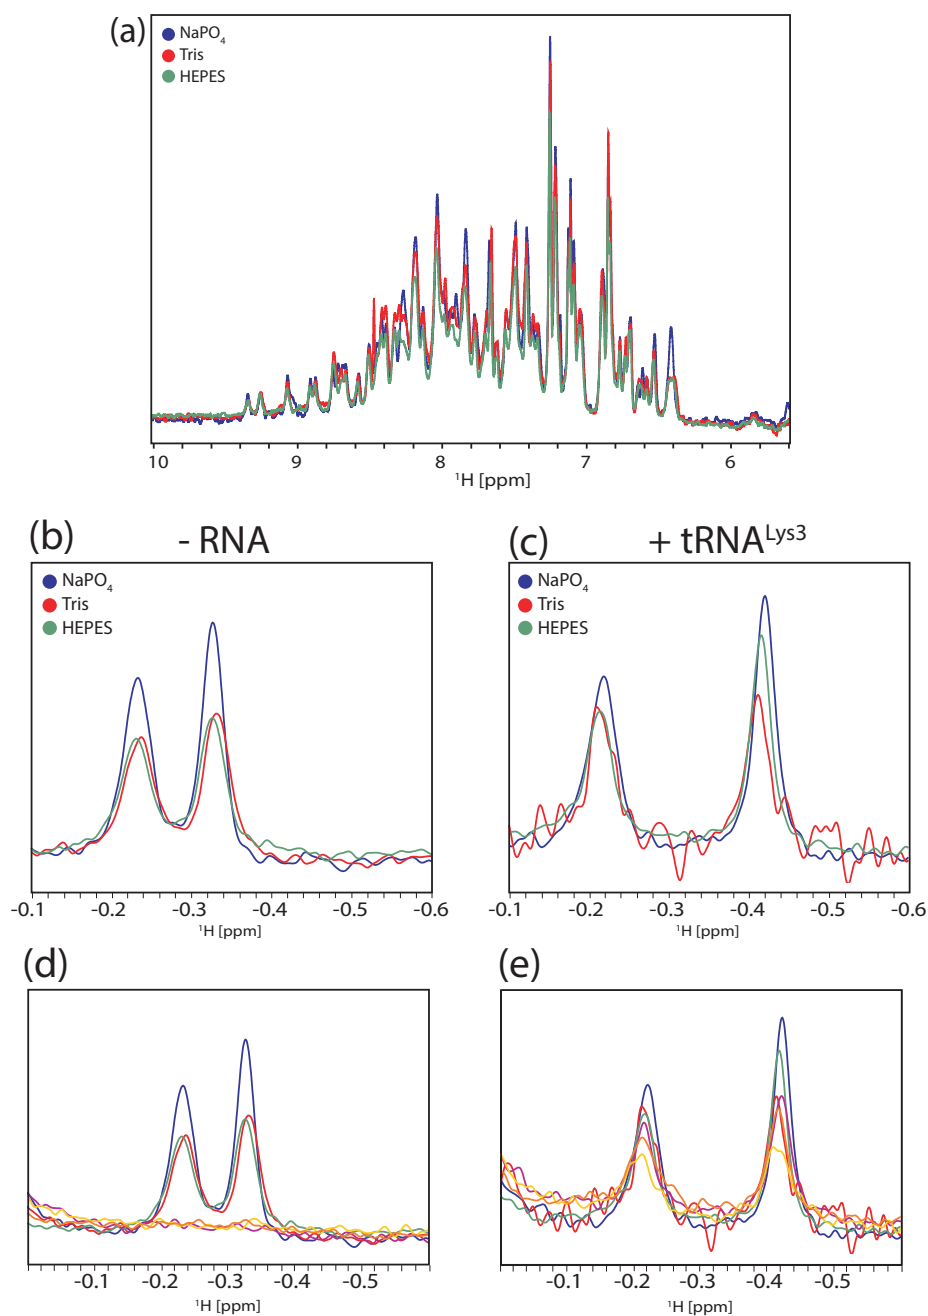 (a)
NaPO₄
Tris
HEPES
10 9 8 7 6
¹H [ppm]
(b) - RNA
(c) + tRNA^Lys3
NaPO₄
Tris
HEPES
-0.1 -0.2 -0.3 -0.4 -0.5 -0.6
¹H [ppm]
NaPO₄
Tris
HEPES
-0.1 -0.2 -0.3 -0.4 -0.5 -0.6
¹H [ppm]
(d)
-0.1 -0.2 -0.3 -0.4 -0.5
¹H [ppm]
(e)
-0.1 -0.2 -0.3 -0.4 -0.5
¹H [ppm]